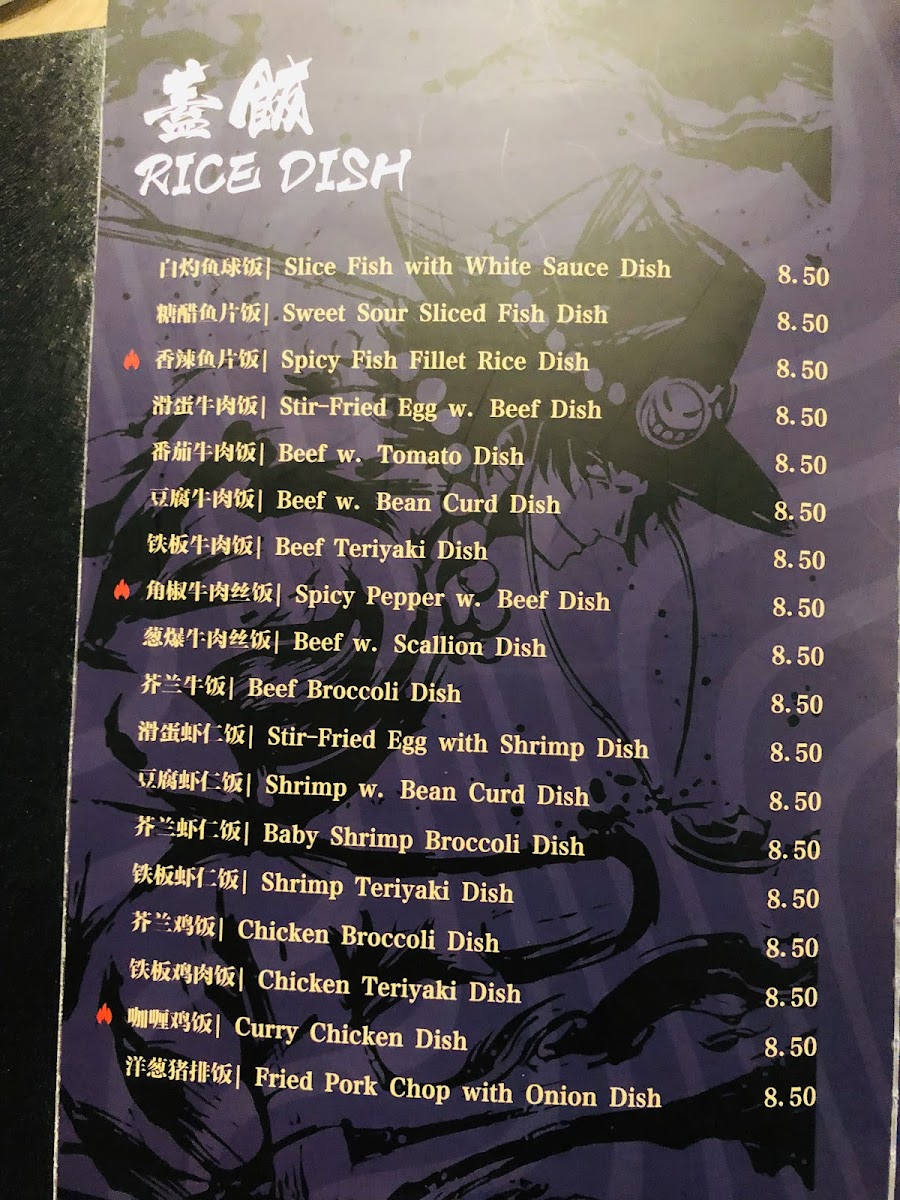 蓋飯
RICE DISH
白灼鱼球饭| Slice Fish with White Sauce Dish 8.50
糖醋鱼片饭| Sweet Sour Sliced Fish Dish 8.50
香辣鱼片饭| Spicy Fish Fillet Rice Dish 8.50
滑蛋牛肉饭| Stir-Fried Egg w. Beef Dish 8.50
番茄牛肉饭| Beef w. Tomato Dish 8.50
豆腐牛肉饭| Beef w. Bean Curd Dish 8.50
铁板牛肉饭| Beef Teriyaki Dish 8.50
角椒牛肉丝饭| Spicy Pepper w. Beef Dish 8.50
葱爆牛肉丝饭| Beef w. Scallion Dish 8.50
芥兰牛饭| Beef Broccoli Dish 8.50
滑蛋虾仁饭| Stir-Fried Egg with Shrimp Dish 8.50
豆腐虾仁饭| Shrimp w. Bean Curd Dish 8.50
芥兰虾仁饭| Baby Shrimp Broccoli Dish 8.50
铁板虾仁饭| Shrimp Teriyaki Dish 8.50
芥兰鸡饭| Chicken Broccoli Dish 8.50
铁板鸡肉饭| Chicken Teriyaki Dish 8.50
咖喱鸡饭| Curry Chicken Dish 8.50
洋葱猪排饭| Fried Pork Chop with Onion Dish 8.50